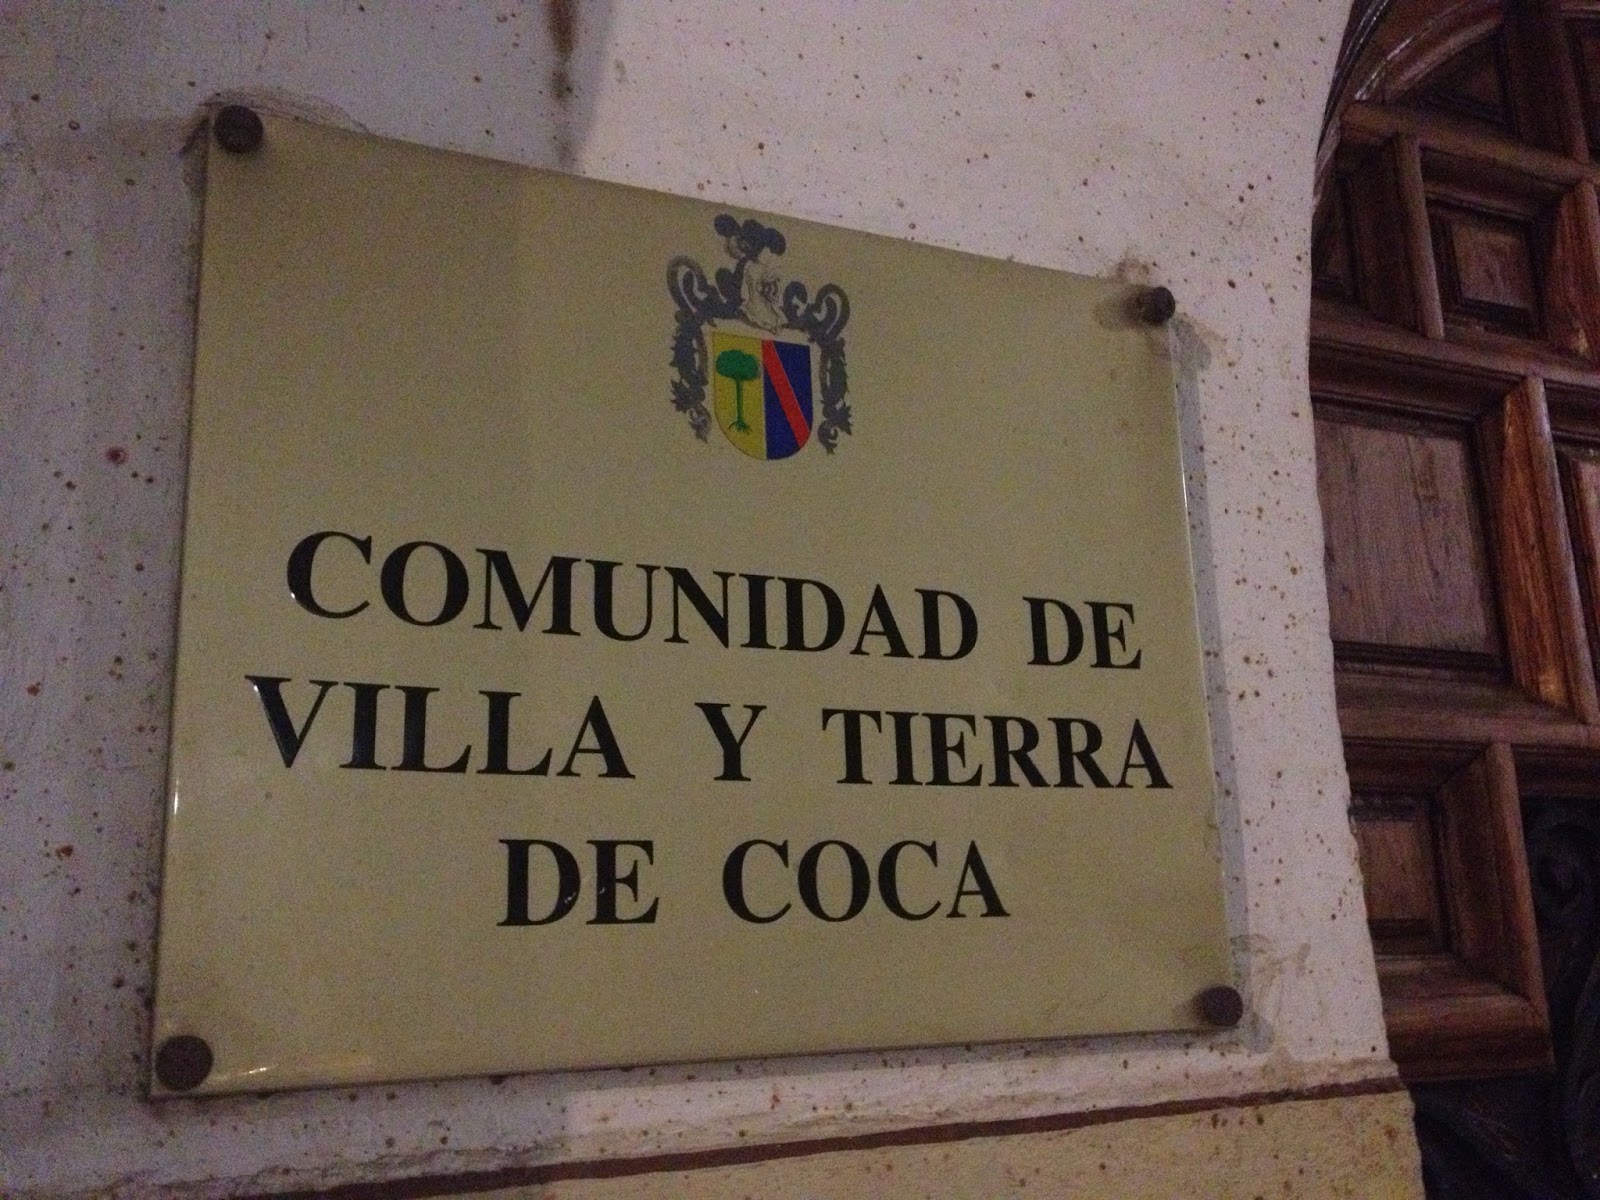 COMUNIDAD DE
VILLA Y TIERRA
DE COCA